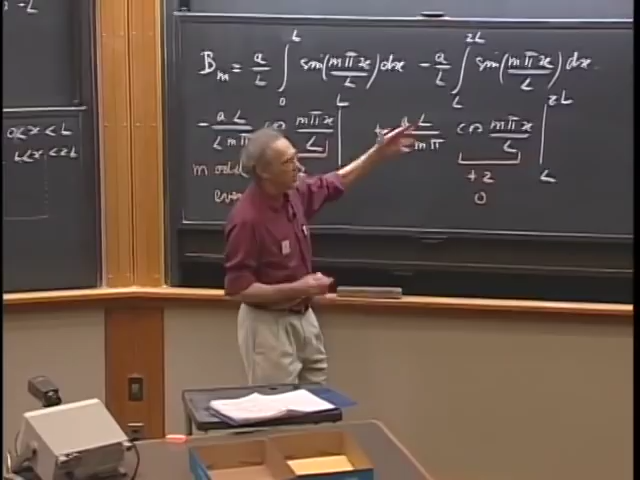 0<x<L
L<x<2L
B_m = a/L ∫_0^L sin(mπx/L)dx - a/L ∫_L^2L sin(mπx/L)dx
- aL/Lmπ cos mπx/L |^L + aL/Lmπ cos mπx/L |_L^2L
m odd +2
even 0